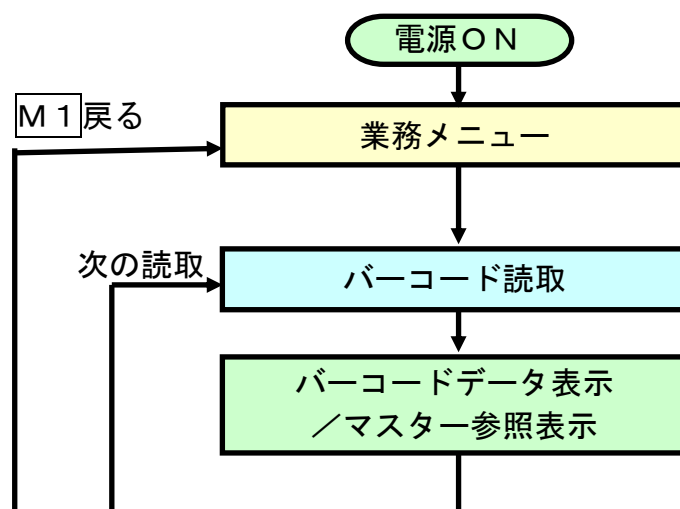 電源ＯＮ
Ｍ１戻る
業務メニュー
次の読取
バーコード読取
バーコードデータ表示
／マスター参照表示